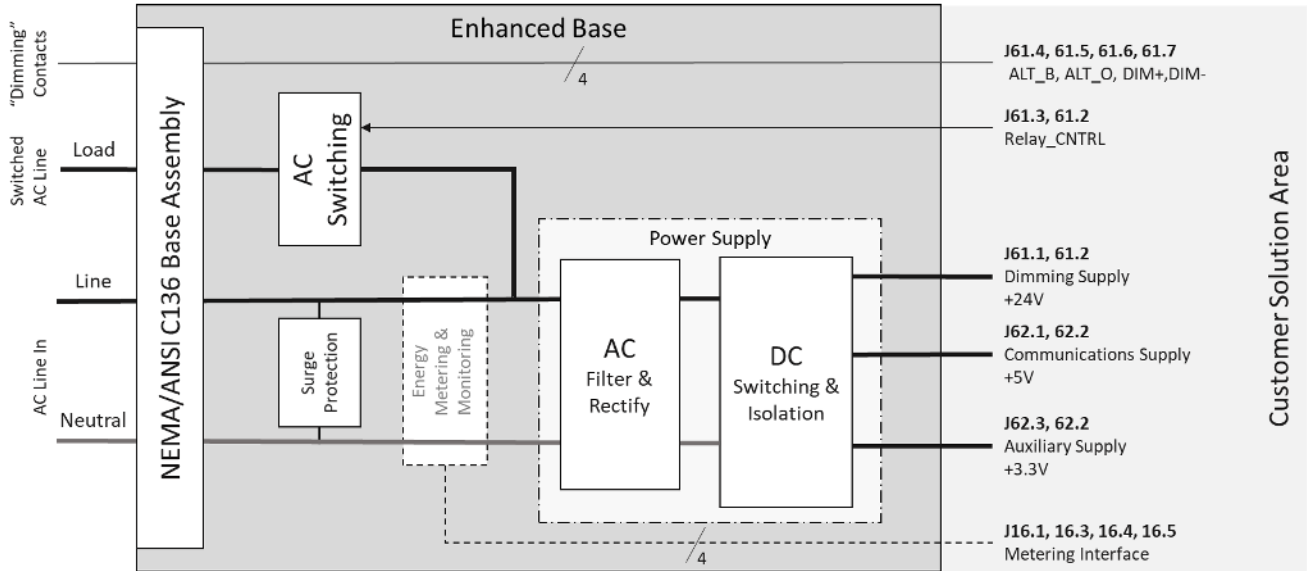 Enhanced Base
"Dimming"
Contacts
4
J61.4, 61.5, 61.6, 61.7
ALT_B, ALT_O, DIM+,DIM-
J61.3, 61.2
Relay_CNTRL
Switched
AC Line
Load
AC
Switching
NEMA/ANSI C136 Base Assembly
Customer Solution Area
Power Supply
J61.1, 61.2
Dimming Supply
+24V
Line
AC Line In
Surge
Protection
Energy
Metering &
Monitoring
AC
Filter &
Rectify
DC
Switching &
Isolation
J62.1, 62.2
Communications Supply
+5V
Neutral
J62.3, 62.2
Auxiliary Supply
+3.3V
4
J16.1, 16.3, 16.4, 16.5
Metering Interface